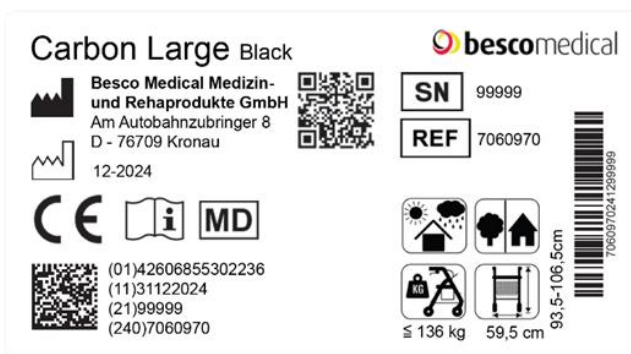 Carbon Large Black
bescomedical
Besco Medical Medizin-
und Rehaprodukte GmbH
Am Autobahnzubringer 8
D - 76709 Kronau
12-2024
SN 99999
REF 7060970
CE
i
MD
(01)42606855302236
(11)31122024
(21)99999
(240)7060970
KG
≤ 136 kg
59,5 cm
93,5-106,5cm
7060970241299999